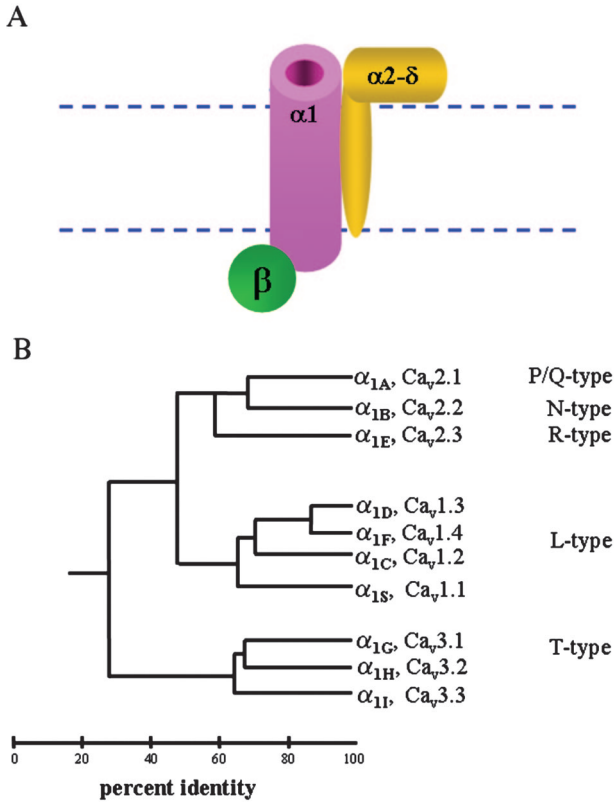 A
α1
α2-δ
β
B
α1A, Cav2.1 P/Q-type
α1B, Cav2.2 N-type
α1E, Cav2.3 R-type
α1D, Cav1.3
α1F, Cav1.4
L-type
α1C, Cav1.2
α1S, Cav1.1
α1G, Cav3.1 T-type
α1H, Cav3.2
α1I, Cav3.3
0 20 40 60 80 100
percent identity